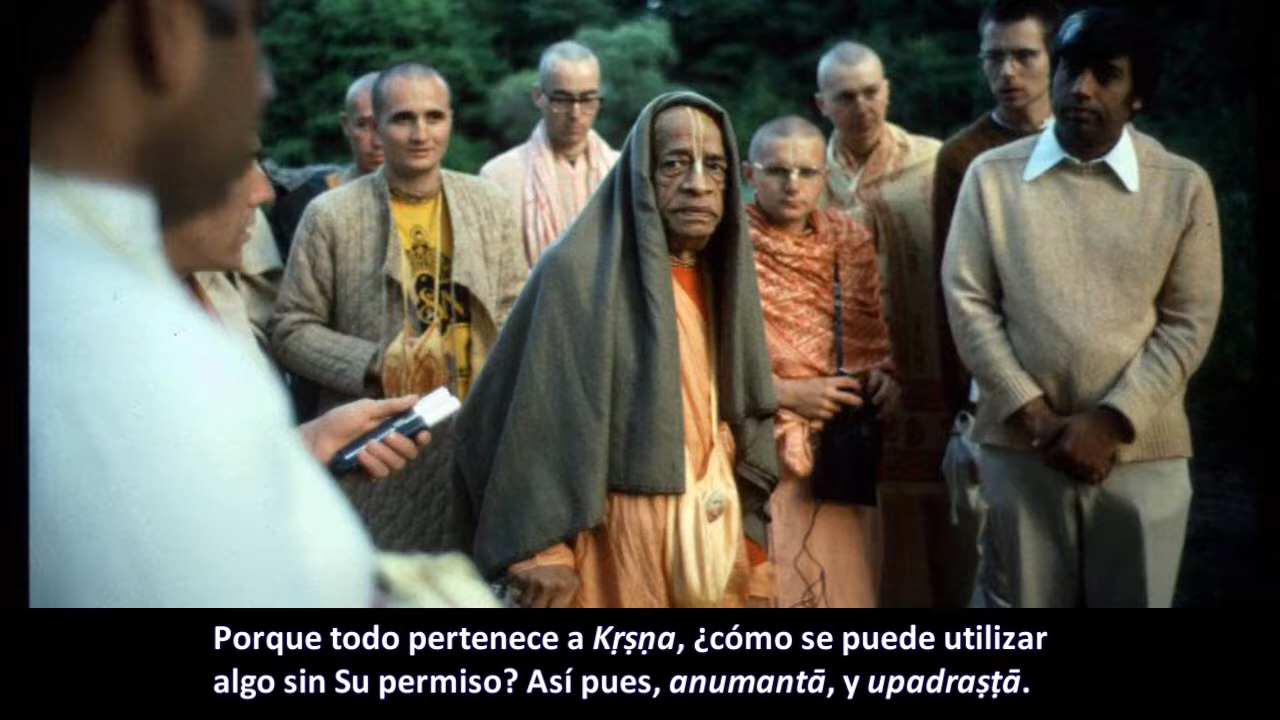 Porque todo pertenece a Kṛṣṇa, ¿cómo se puede utilizar
algo sin Su permiso? Así pues, anumantā, y upadraṣṭā.